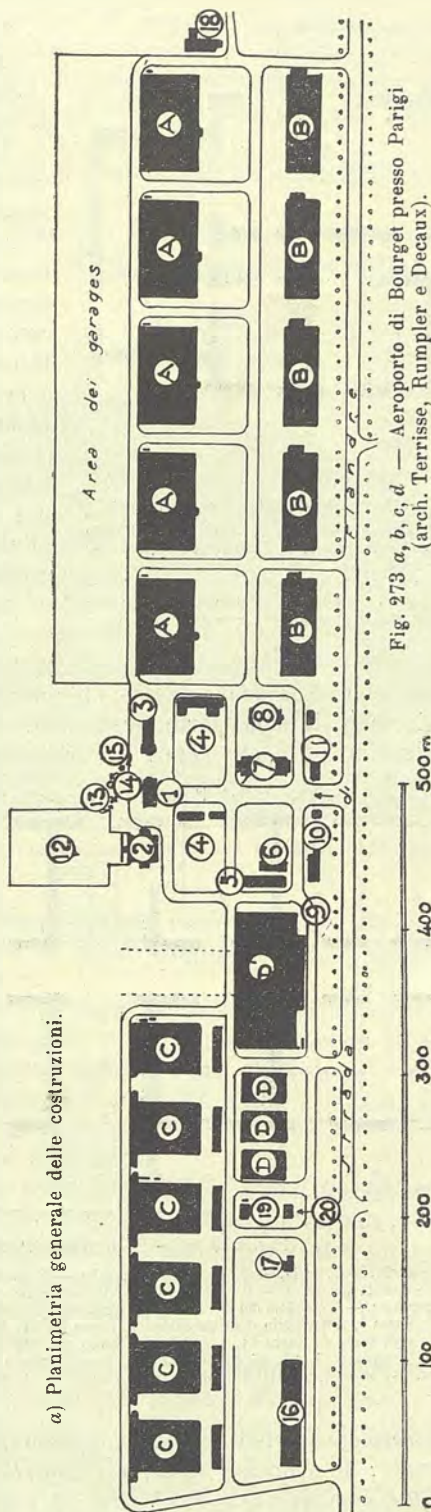 a) Planimetria generale delle costruzioni.
Area dei garages
12
18
13
14
15
2
1
3
C C C C C C
A A A A A
4
4
D D D
D'
5
6
7
8
B B B B B
16
17
19
20
9
10
11
strada di Flandre
0 100 200 300 400 500 m
Fig. 273 a, b, c, d — Aeroporto di Bourget presso Parigi
(arch. Terrisse, Rumpler e Decaux).